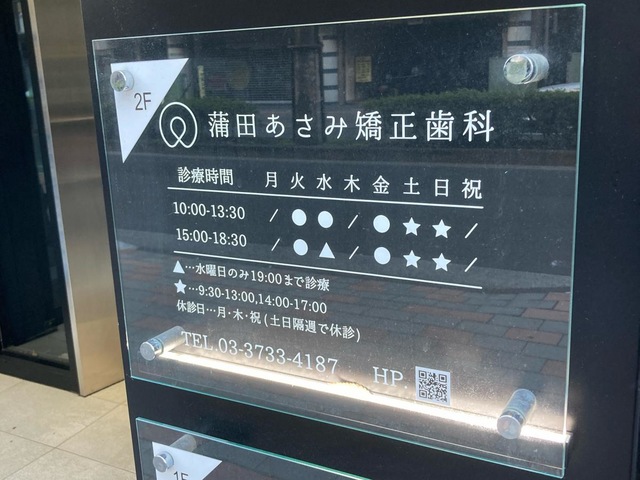 2F
蒲田あさみ矯正歯科
診療時間 月 火 水 木 金 土 日 祝
10:00-13:30 / ● ● / ● ★ ★ /
15:00-18:30 / ● ▲ / ● ★ ★ /
▲…水曜日のみ19:00まで診療
★…9:30-13:00,14:00-17:00
休診日…月・木・祝(土日隔週で休診)
TEL.03-3733-4187
HP.
1F